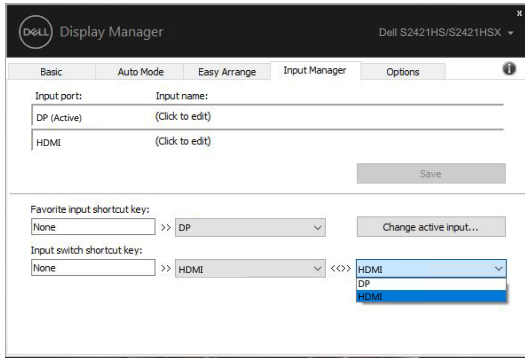 x
DELL Display Manager Dell S2421HS/S2421HSX
Basic Auto Mode Easy Arrange Input Manager Options i
Input port: Input name:
DP (Active) (Click to edit)
HDMI (Click to edit)
Save
Favorite input shortcut key:
None >> DP Change active input...
Input switch shortcut key:
None >> HDMI <<>> HDMI
DP
HDMI